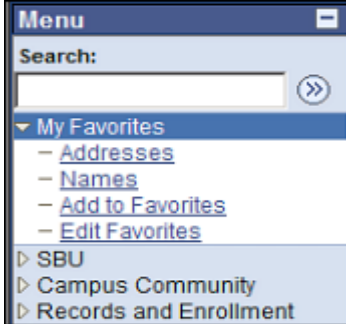 Menu
Search:
My Favorites
– Addresses
– Names
– Add to Favorites
– Edit Favorites
SBU
Campus Community
Records and Enrollment